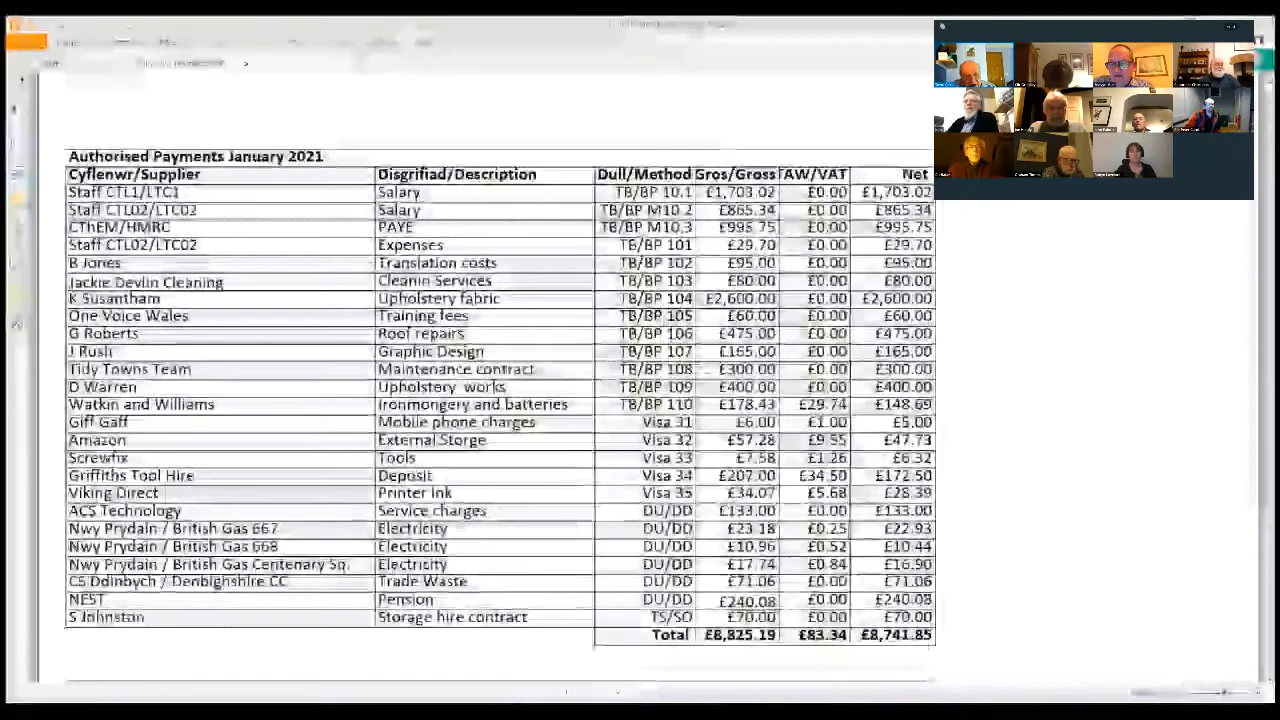 Authorised Payments January 2021
Cyflenwr/Supplier Disgrifiad/Description Dull/Method Gros/Gross TAW/VAT Net
Staff CTL1/LTC1 Salary TB/BP 10.1 £1,703.02 £0.00 £1,703.02
Staff CTL02/LTC02 Salary TB/BP M10.2 £865.34 £0.00 £865.34
CThEM/HMRC PAYE TB/BP M10.3 £995.75 £0.00 £995.75
Staff CTL02/LTC02 Expenses TB/BP 101 £29.70 £0.00 £29.70
B Jones Translation costs TB/BP 102 £95.00 £0.00 £95.00
Jackie Devlin Cleaning Cleanin Services TB/BP 103 £80.00 £0.00 £80.00
K Susantham Upholstery fabric TB/BP 104 £2,600.00 £0.00 £2,600.00
One Voice Wales Training fees TB/BP 105 £60.00 £0.00 £60.00
G Roberts Roof repairs TB/BP 106 £475.00 £0.00 £475.00
J Rush Graphic Design TB/BP 107 £165.00 £0.00 £165.00
Tidy Towns Team Maintenance contract TB/BP 108 £300.00 £0.00 £300.00
D Warren Upholstery works TB/BP 109 £400.00 £0.00 £400.00
Watkin and Williams Ironmongery and batteries TB/BP 110 £178.43 £29.74 £148.69
Giff Gaff Mobile phone charges Visa 31 £6.00 £1.00 £5.00
Amazon External Storge Visa 32 £57.28 £9.55 £47.73
Screwfix Tools Visa 33 £7.58 £1.26 £6.32
Griffiths Tool Hire Deposit Visa 34 £207.00 £34.50 £172.50
Viking Direct Printer Ink Visa 35 £34.07 £5.68 £28.39
ACS Technology Service charges DU/DD £133.00 £0.00 £133.00
Nwy Prydain / British Gas 667 Electricity DU/DD £23.18 £0.25 £22.93
Nwy Prydain / British Gas 668 Electricity DU/DD £10.96 £0.52 £10.44
Nwy Prydain / British Gas Centenary Sq. Electricity DU/DD £17.74 £0.84 £16.90
CS Ddinbych / Denbighshire CC Trade Waste DU/DD £71.06 £0.00 £71.06
NEST Pension DU/DD £240.08 £0.00 £240.08
S Johnston Storage hire contract TS/SO £70.00 £0.00 £70.00
Total £8,825.19 £83.34 £8,741.85